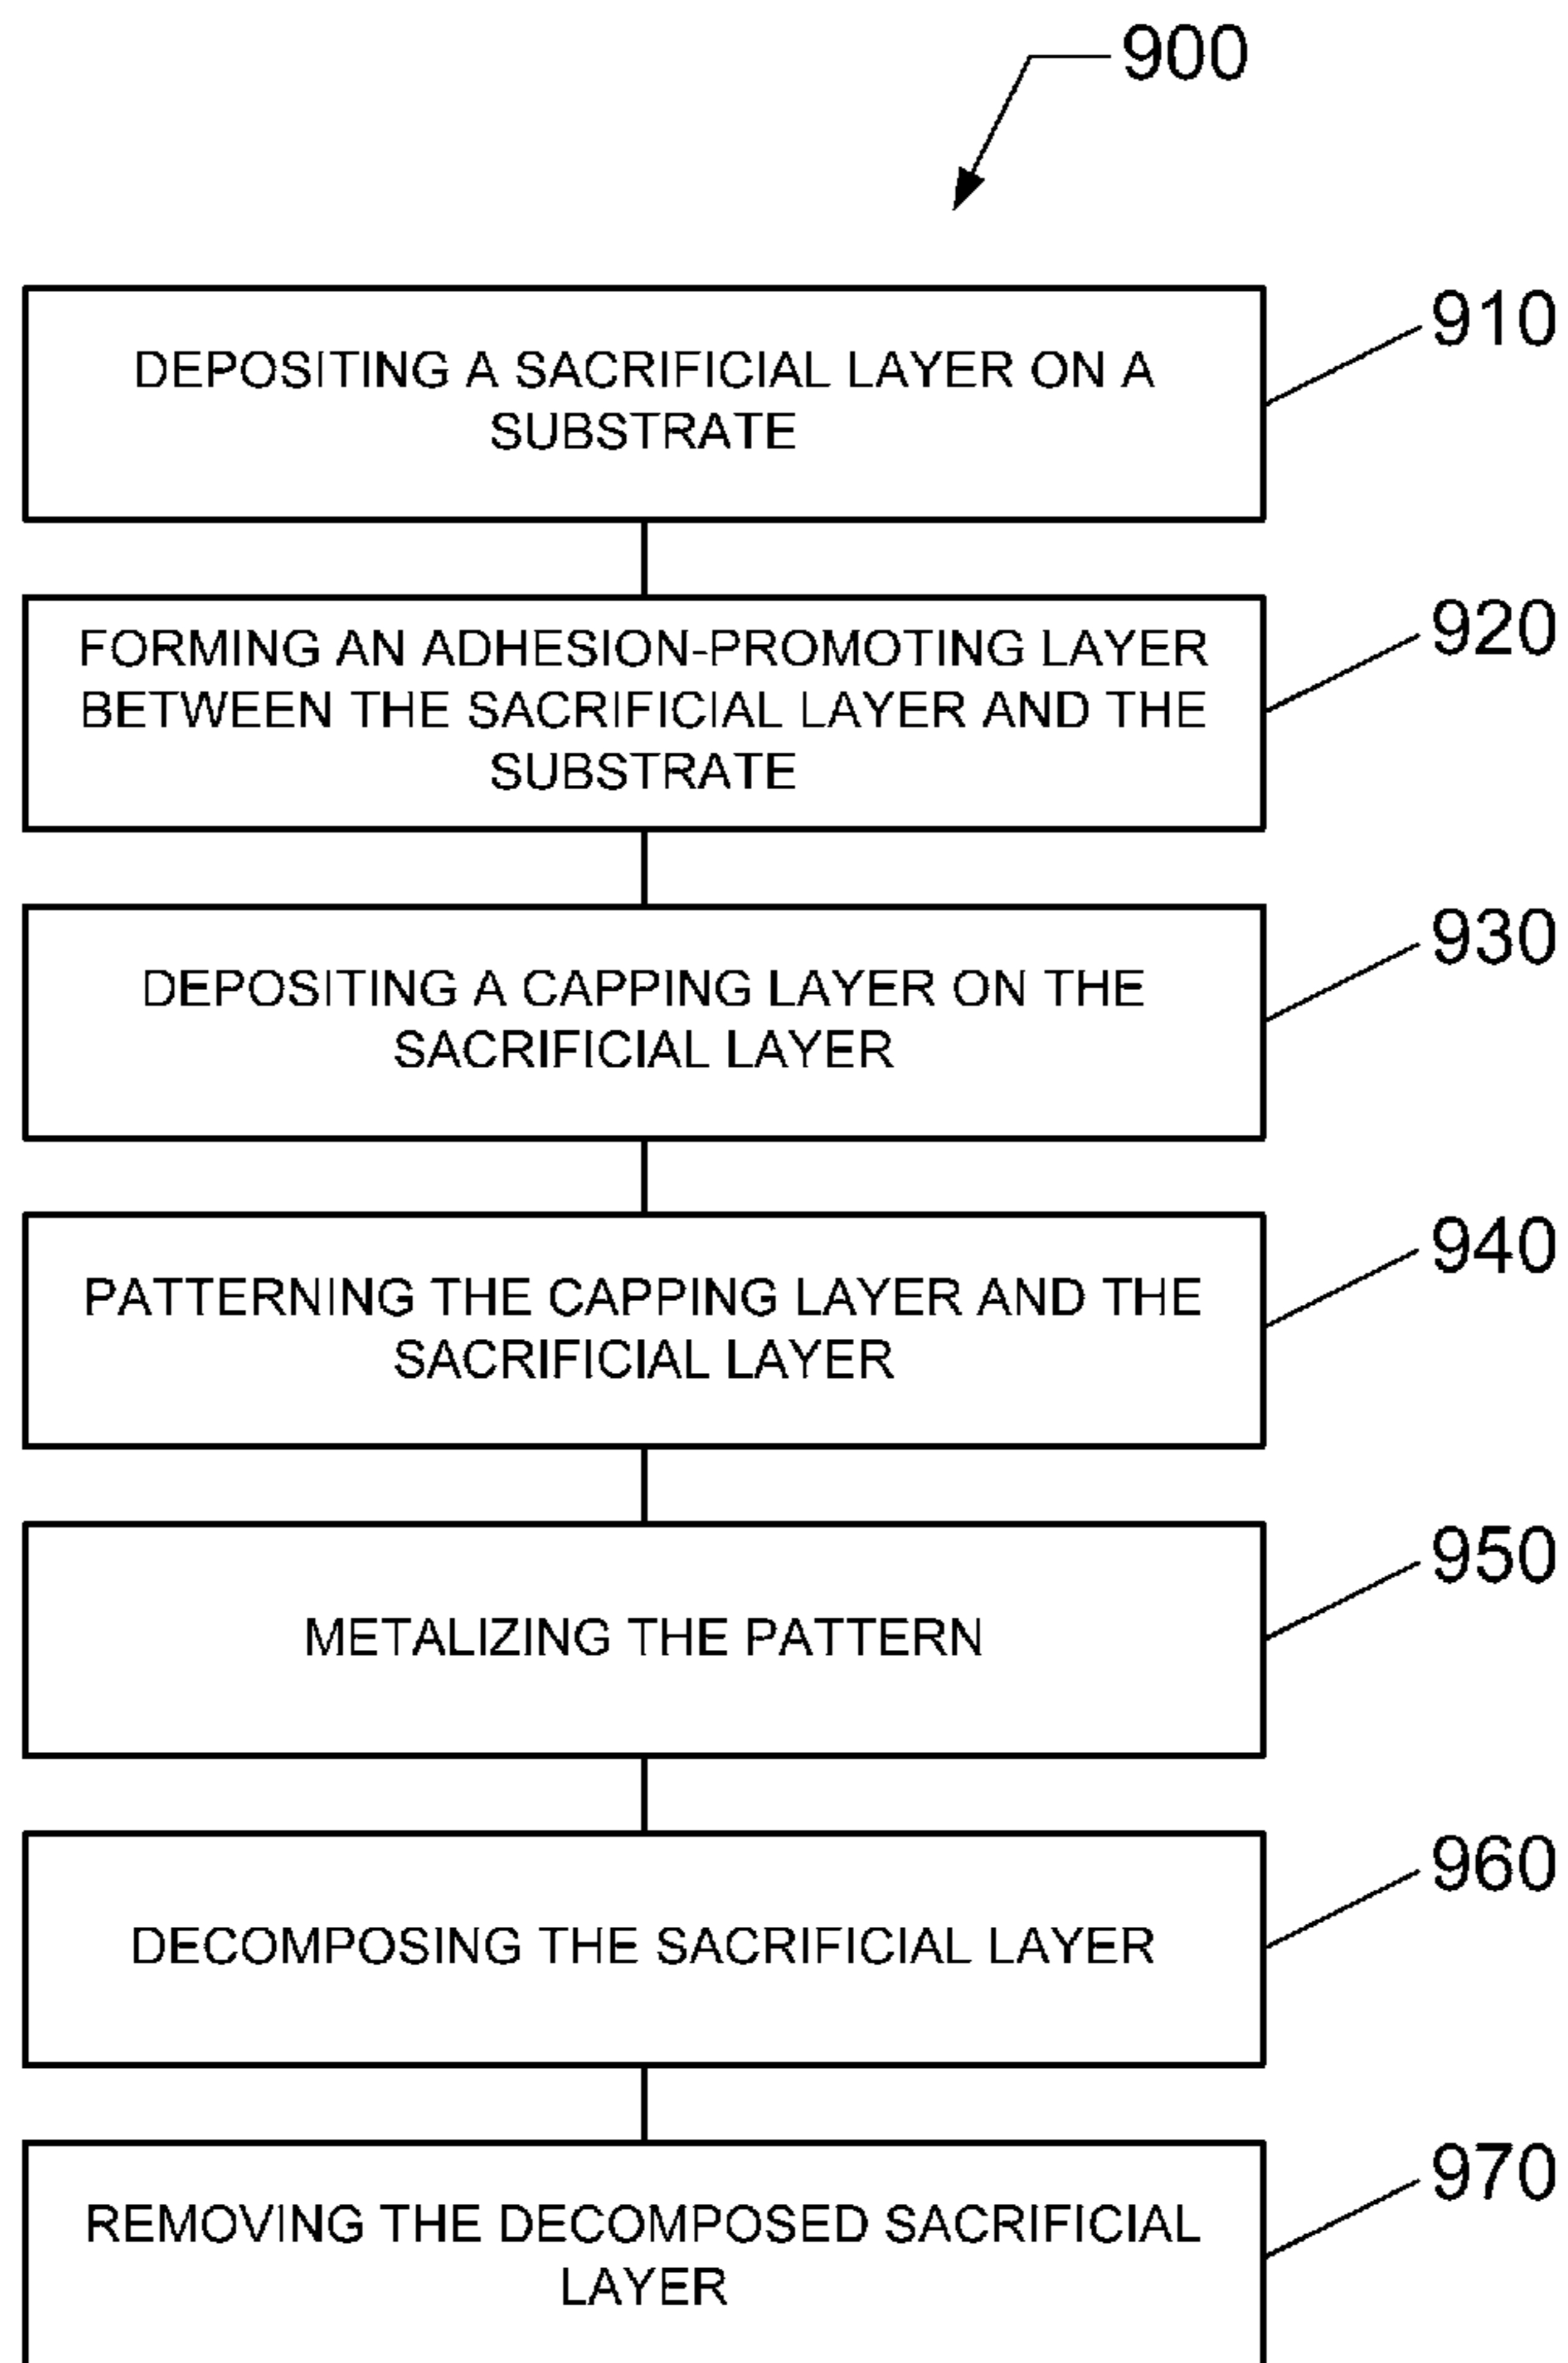 900
DEPOSITING A SACRIFICIAL LAYER ON A
SUBSTRATE
910
FORMING AN ADHESION-PROMOTING LAYER
BETWEEN THE SACRIFICIAL LAYER AND THE
SUBSTRATE
920
DEPOSITING A CAPPING LAYER ON THE
SACRIFICIAL LAYER
930
PATTERNING THE CAPPING LAYER AND THE
SACRIFICIAL LAYER
940
METALIZING THE PATTERN
950
DECOMPOSING THE SACRIFICIAL LAYER
960
REMOVING THE DECOMPOSED SACRIFICIAL
LAYER
970